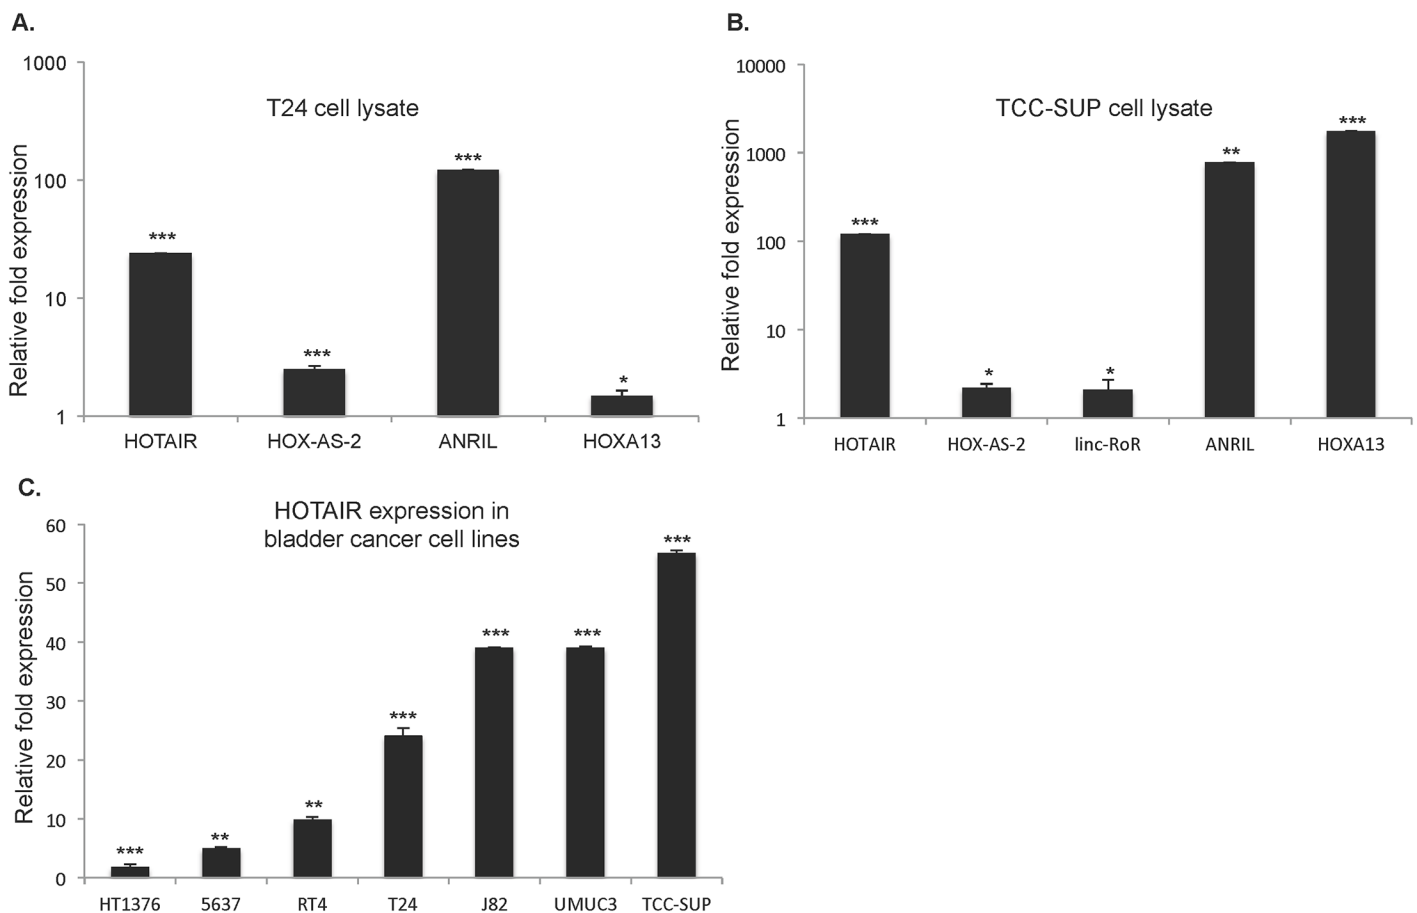 A.
T24 cell lysate
Relative fold expression
1000
100
10
1
***
***
***
*
HOTAIR
HOX-AS-2
ANRIL
HOXA13
B.
TCC-SUP cell lysate
Relative fold expression
10000
1000
100
10
1
***
*
*
**
***
HOTAIR
HOX-AS-2
linc-RoR
ANRIL
HOXA13
C.
HOTAIR expression in
bladder cancer cell lines
Relative fold expression
60
50
40
30
20
10
0
***
**
**
***
***
***
***
HT1376
5637
RT4
T24
J82
UMUC3
TCC-SUP